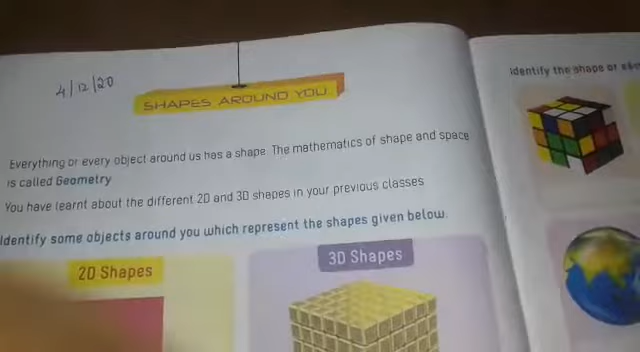 4/12/20
SHAPES AROUND YOU
Everything or every object around us has a shape. The mathematics of shape and space
is called Geometry
You have learnt about the different 2D and 3D shapes in your previous classes
Identify some objects around you which represent the shapes given below.
2D Shapes
3D Shapes
Identify the shape of